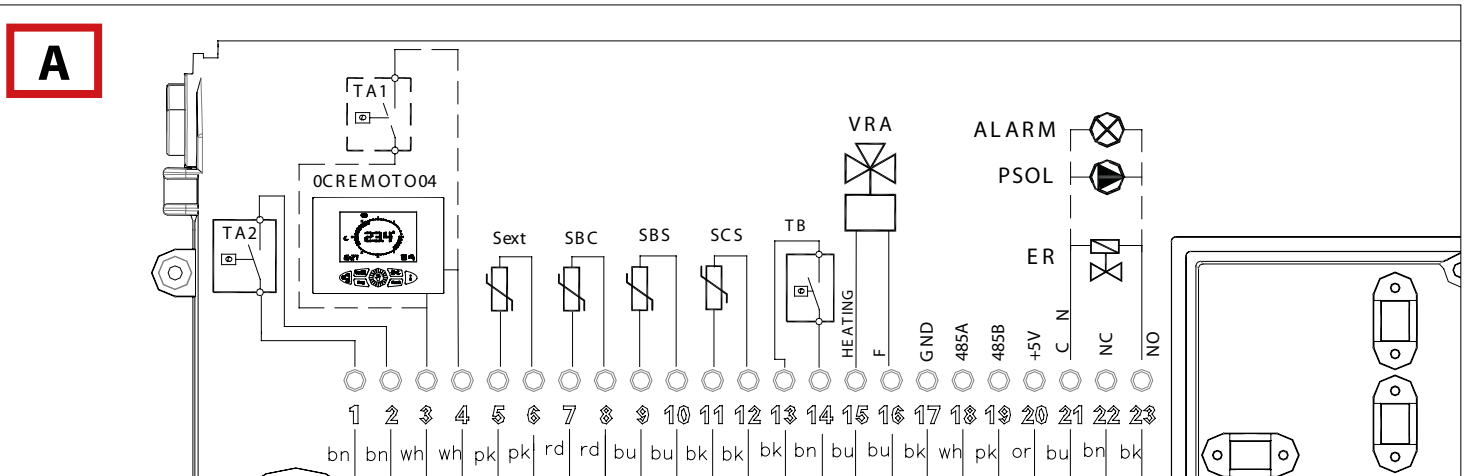 A
TA1
VRA
ALARM
PSOL
0CREMOTO04
TA2
Sext
SBC
SBS
SCS
TB
ER
HEATING
F
GND
485A
485B
+5V
C N
NC
NO
1 2 3 4 5 6 7 8 9 10 11 12 13 14 15 16 17 18 19 20 21 22 23
bn bn wh wh pk pk rd rd bu bu bk bk bk bn bu bu bk wh pk or bu bn bk